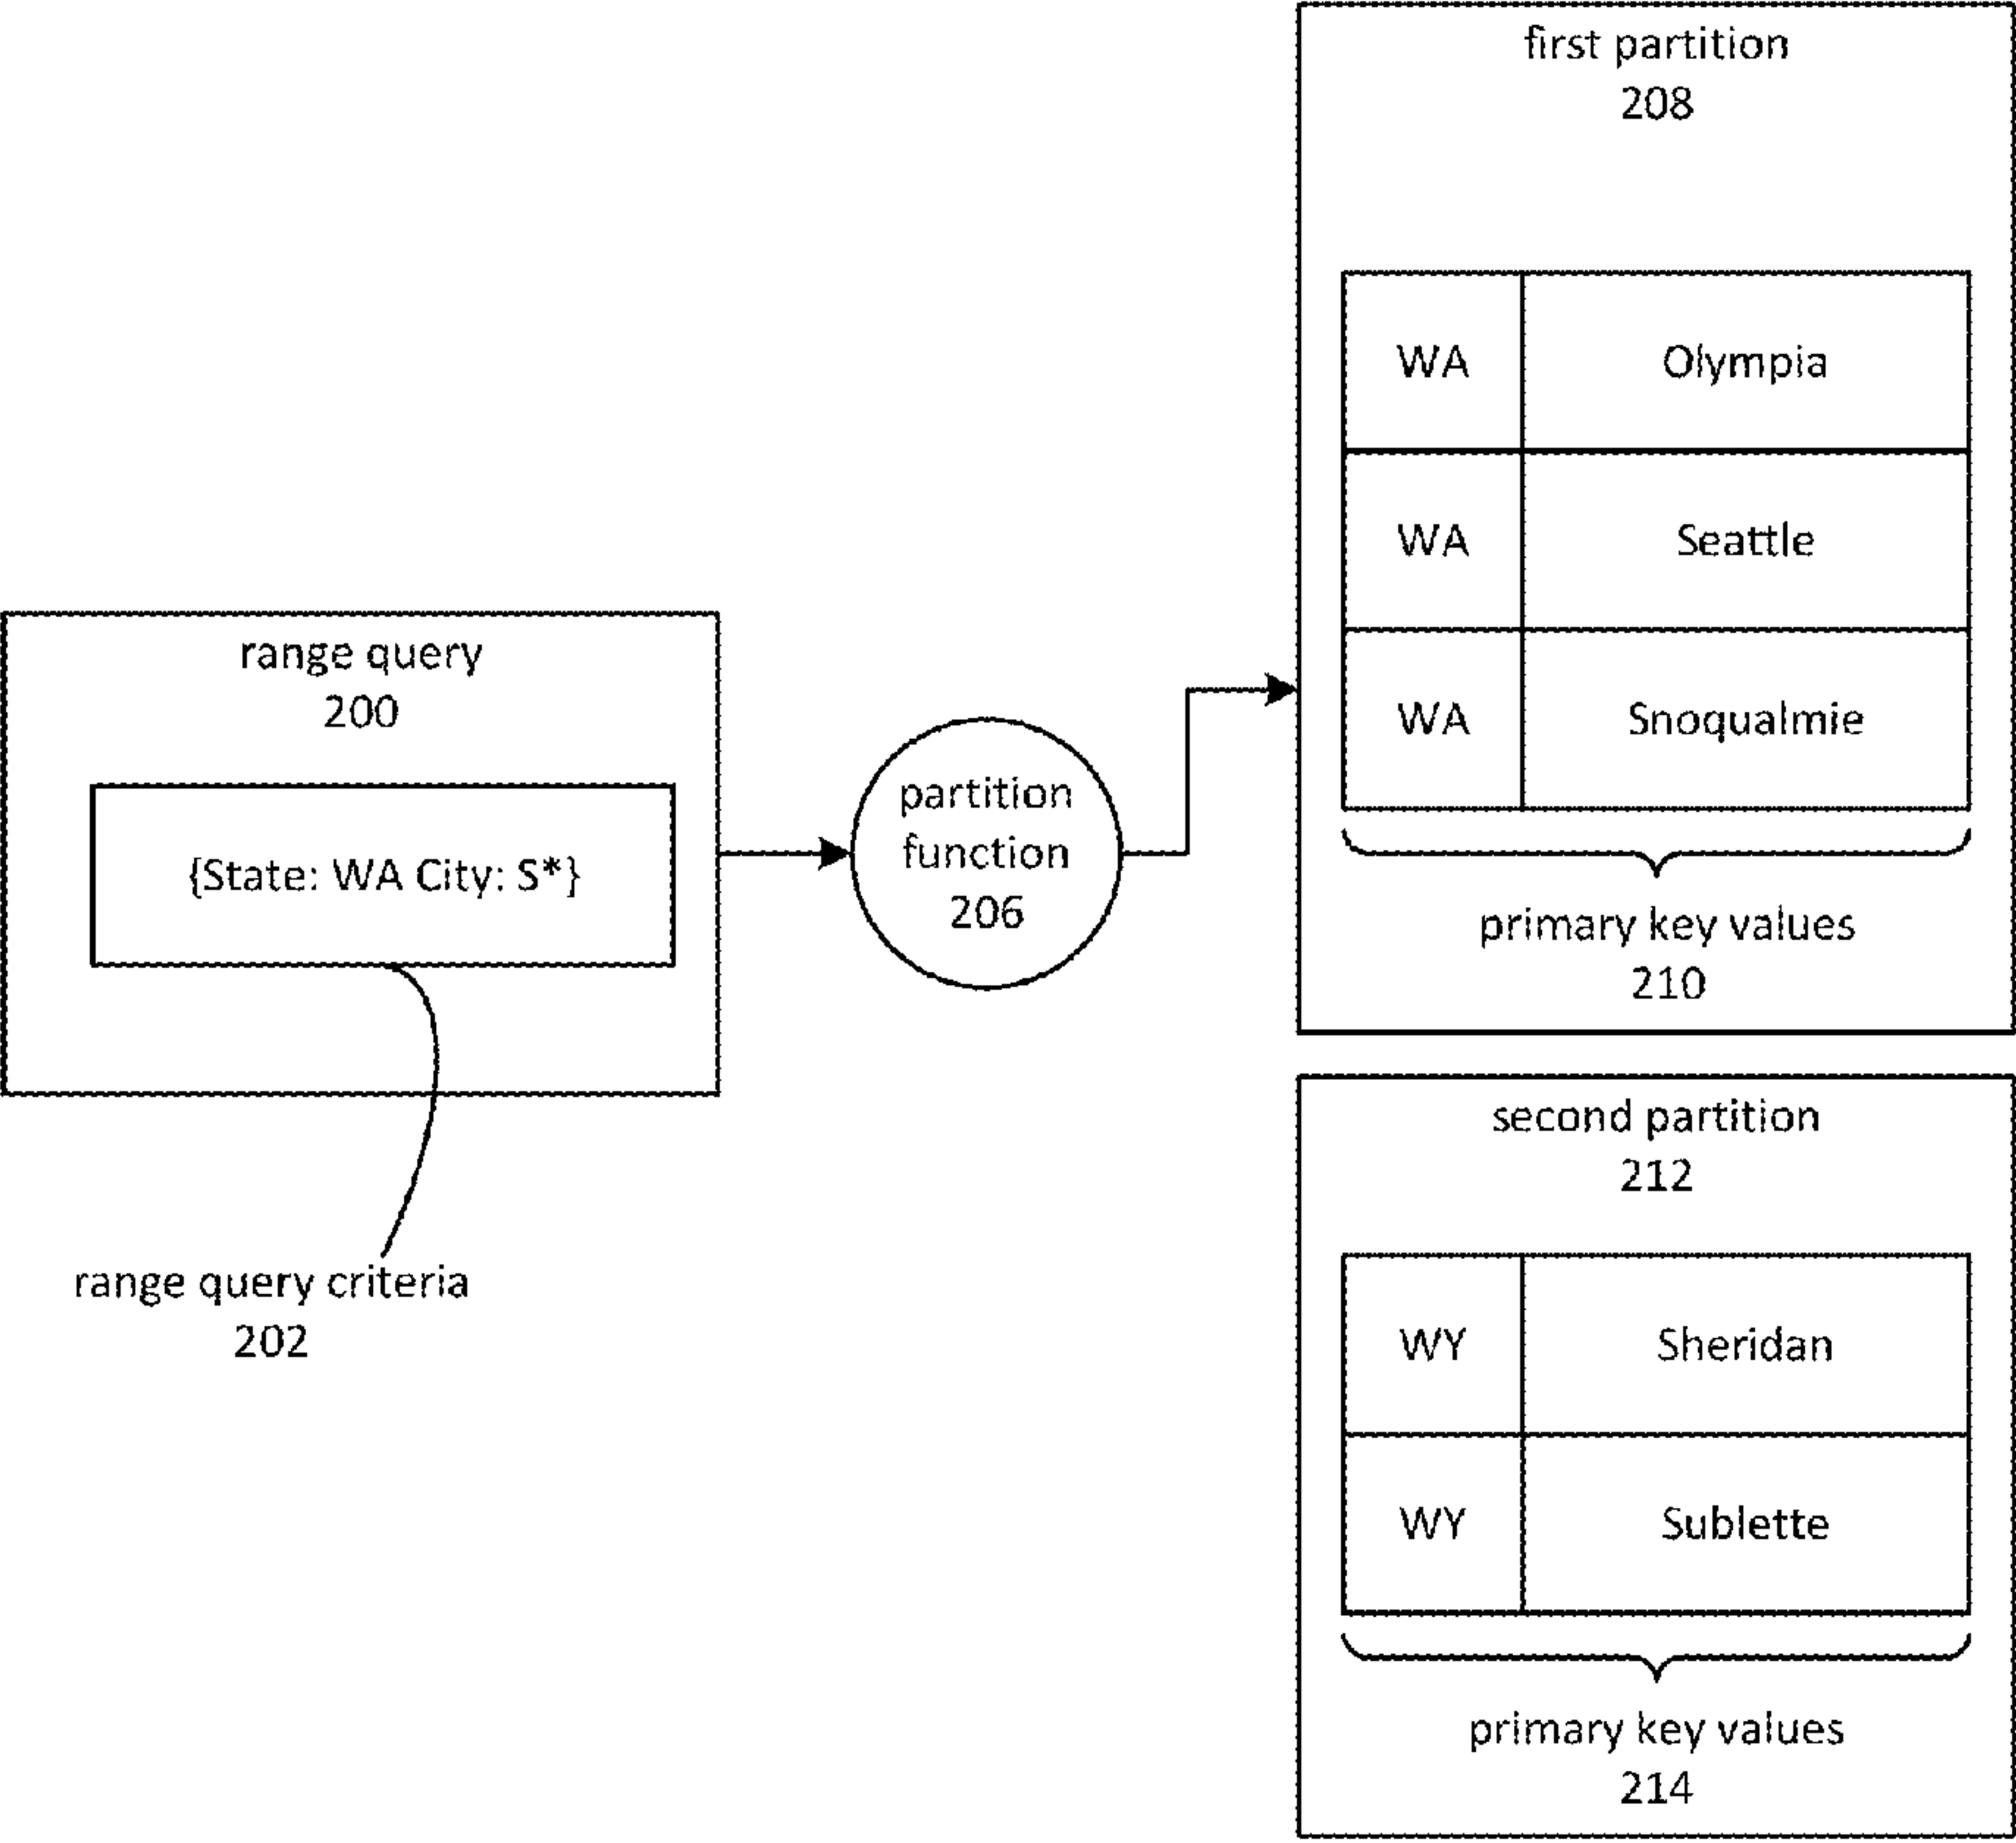 range query
200
{State: WA City: S*}
range query criteria
202
partition
function
206
first partition
208
WA Olympia
WA Seattle
WA Snoqualmie
primary key values
210
second partition
212
WY Sheridan
WY Sublette
primary key values
214